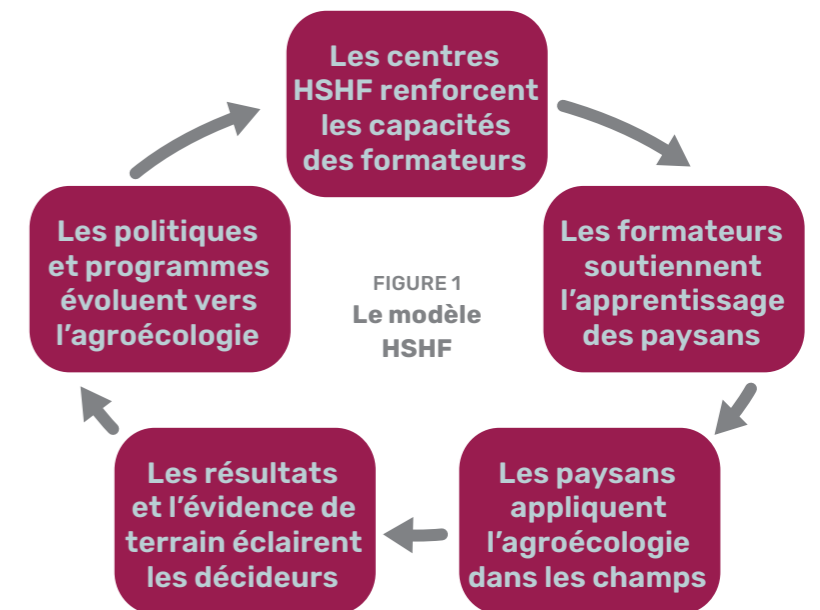 Les centres
HSHF renforcent
les capacités
des formateurs
Les formateurs
soutiennent
l'apprentissage
des paysans
Les paysans
appliquent
l'agroécologie
dans les champs
Les résultats
et l'évidence de
terrain éclairent
les décideurs
Les politiques
et programmes
évoluent vers
l'agroécologie
FIGURE 1
Le modèle
HSHF